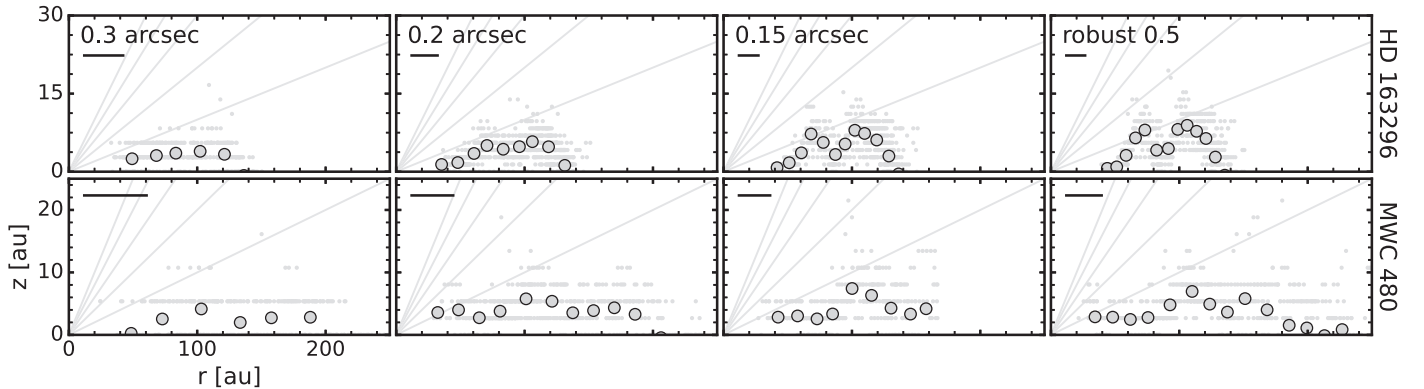 30
15
0
0.3 arcsec
0.2 arcsec
0.15 arcsec
robust 0.5
HD 163296
z [au]
20
10
0
MWC 480
0
100
200
r [au]